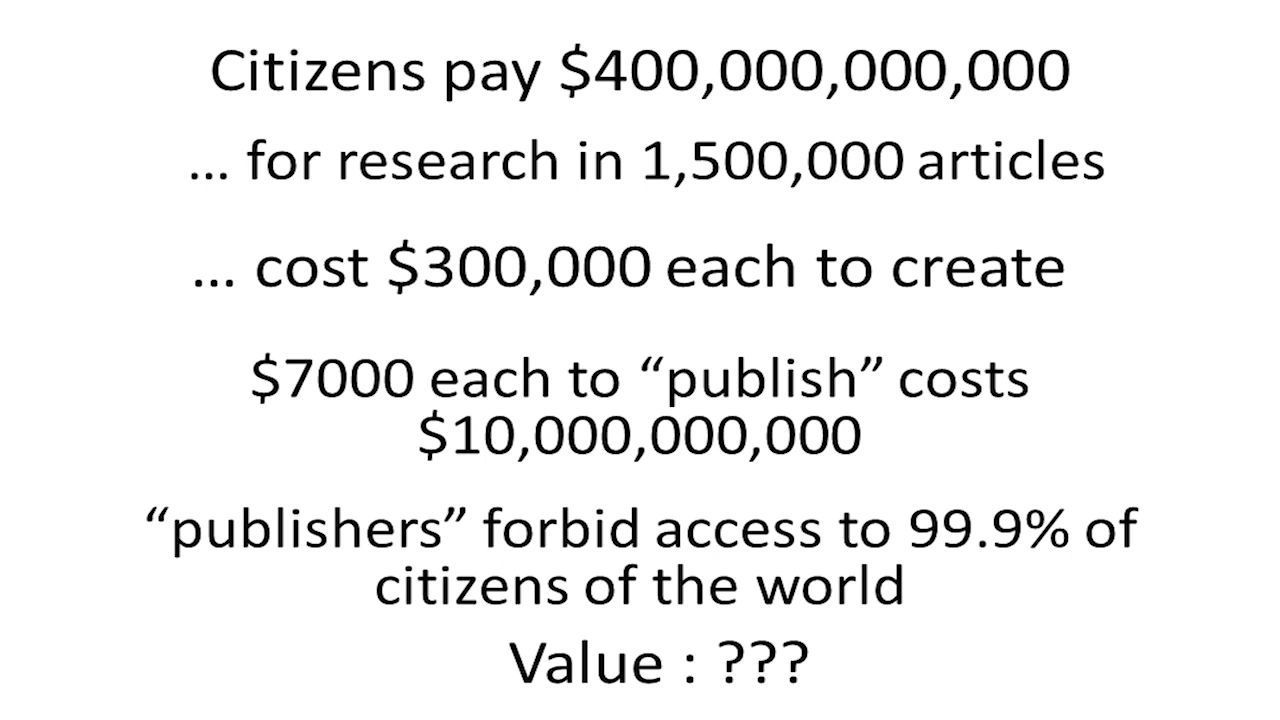 Citizens pay $400,000,000,000
... for research in 1,500,000 articles
... cost $300,000 each to create
$7000 each to “publish” costs
$10,000,000,000
“publishers” forbid access to 99.9% of
citizens of the world
Value : ???